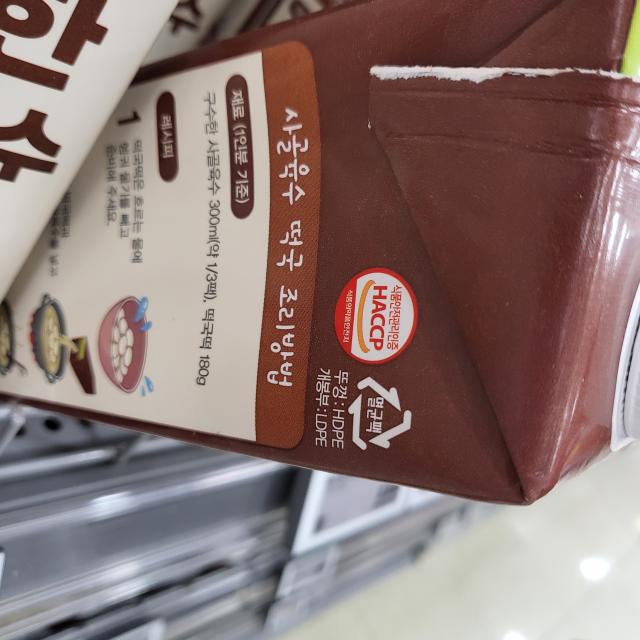 사골육수 떡국 조리방법
재료 (1인분 기준)
구수한 사골육수 300ml(약 1/3팩), 떡국떡 180g
레시피
1 떡국떡은 흐르는 물에
헹궈 물기를 빼고
준비해 주세요.
식품안전관리인증
HACCP
식품의약품안전처
멸균팩
뚜껑 : HDPE
개봉부 : LDPE